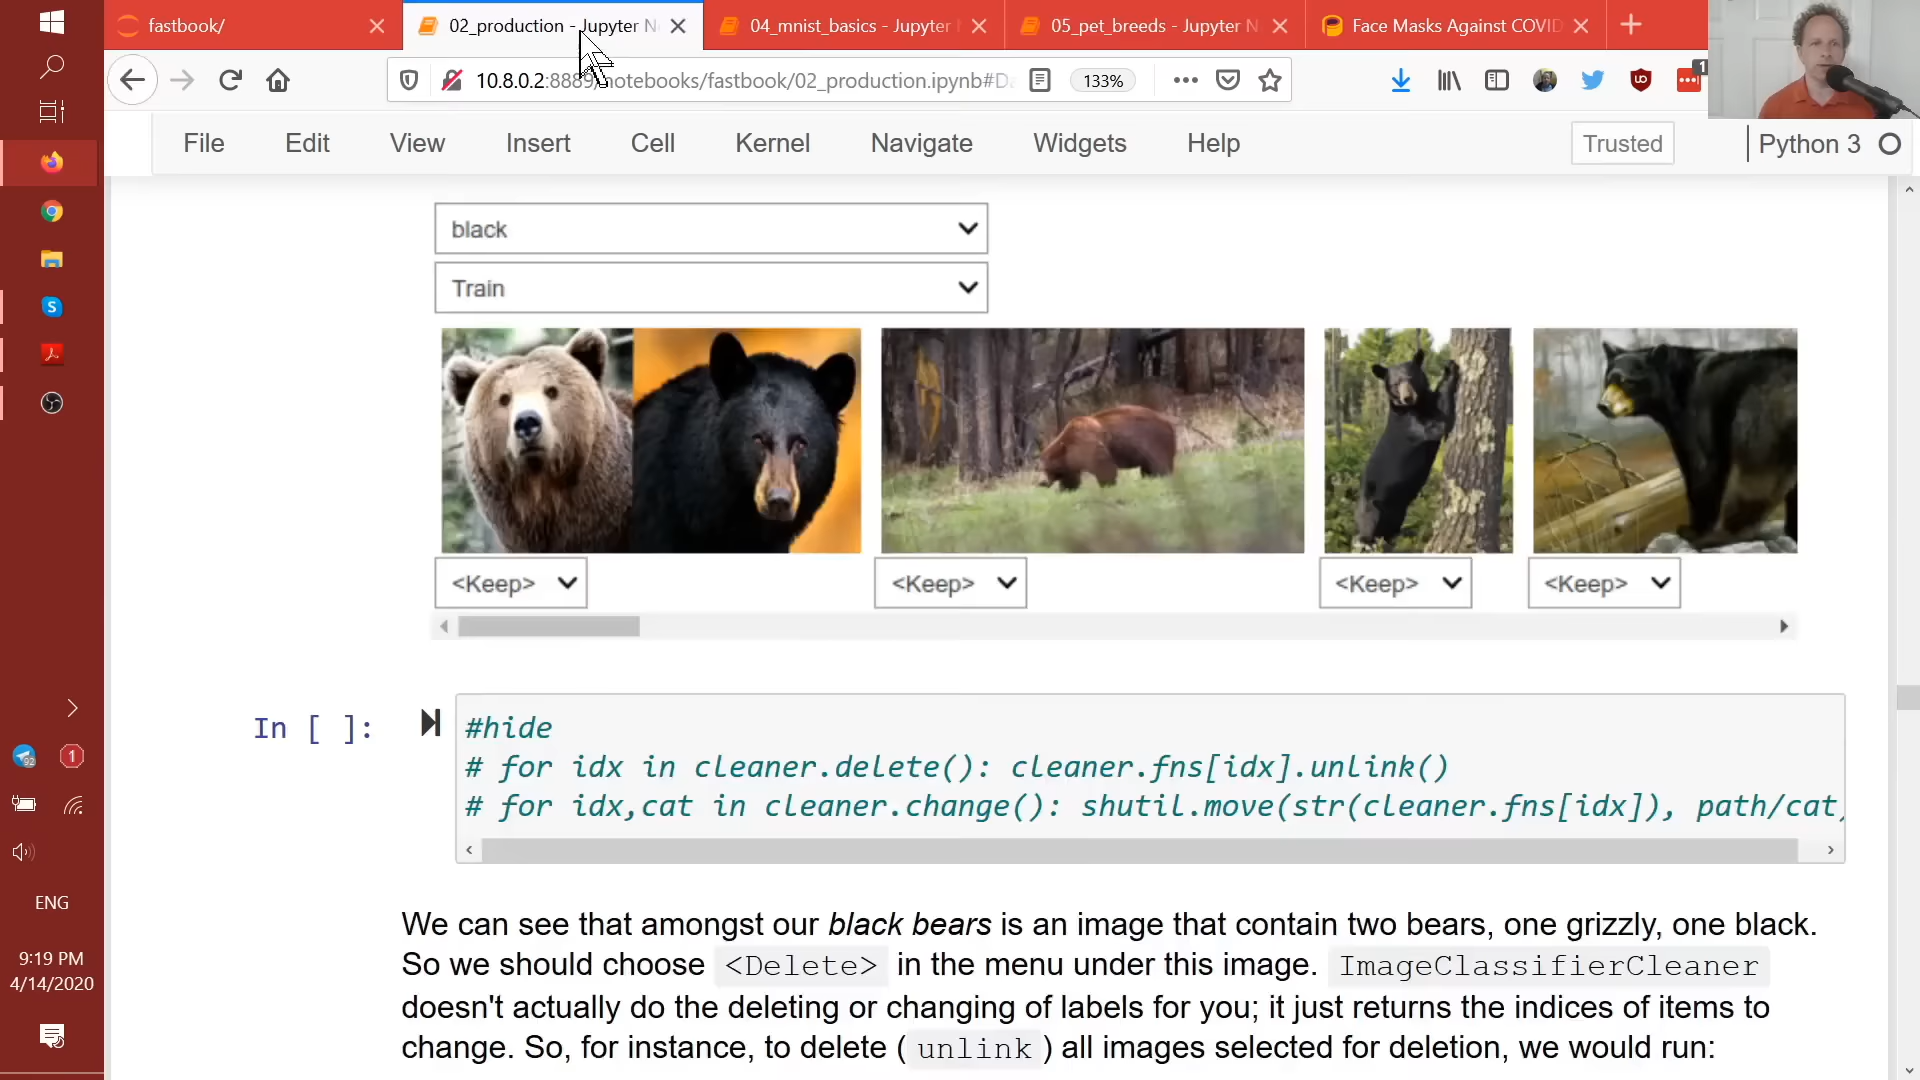 fastbook/
02_production - Jupyter N
04_mnist_basics - Jupyter
05_pet_breeds - Jupyter N
Face Masks Against COVID
10.8.0.2:8889/notebooks/fastbook/02_production.ipynb#Da
133%
1
File Edit View Insert Cell Kernel Navigate Widgets Help
Trusted
Python 3
black
Train
<Keep> <Keep> <Keep> <Keep>
In [ ]:
#hide
# for idx in cleaner.delete(): cleaner.fns[idx].unlink()
# for idx,cat in cleaner.change(): shutil.move(str(cleaner.fns[idx]), path/cat)
We can see that amongst our black bears is an image that contain two bears, one grizzly, one black.
So we should choose <Delete> in the menu under this image. ImageClassifierCleaner
doesn't actually do the deleting or changing of labels for you; it just returns the indices of items to
change. So, for instance, to delete ( unlink ) all images selected for deletion, we would run:
92
1
ENG
9:19 PM
4/14/2020